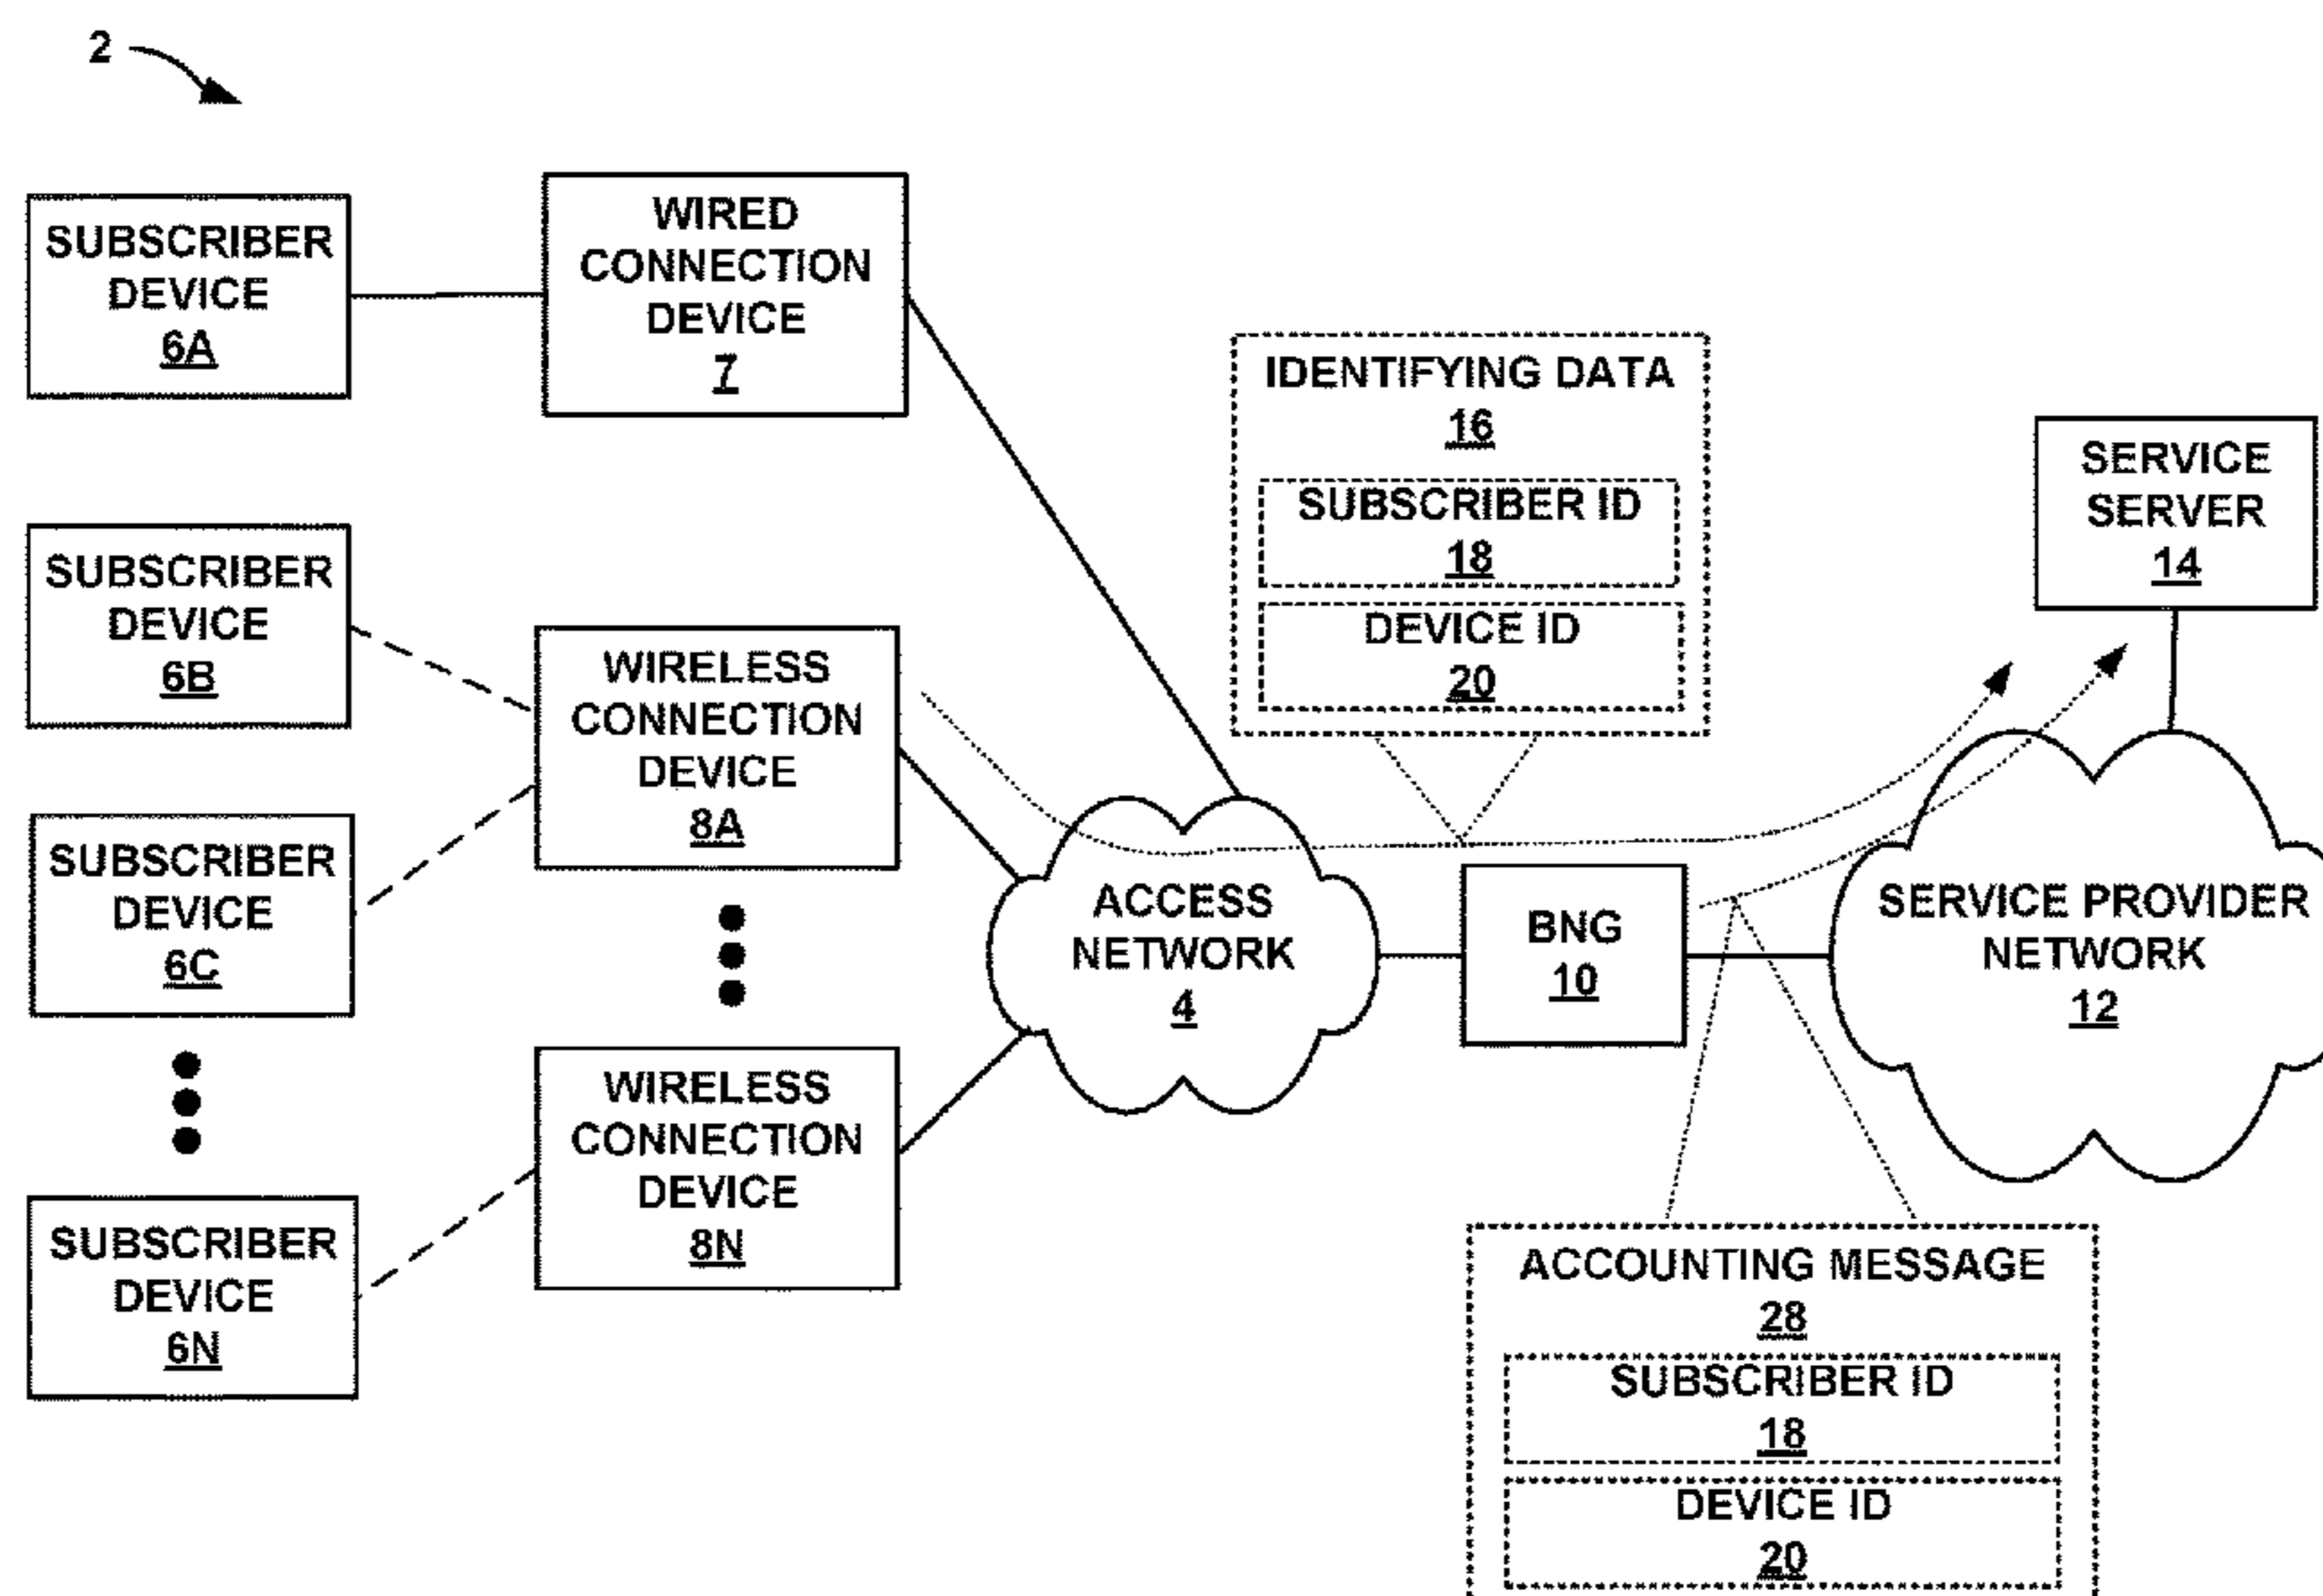 2
SUBSCRIBER
DEVICE
6A
WIRED
CONNECTION
DEVICE
7
IDENTIFYING DATA
16
SUBSCRIBER ID
18
DEVICE ID
20
SERVICE
SERVER
14
SUBSCRIBER
DEVICE
6B
WIRELESS
CONNECTION
DEVICE
8A
SUBSCRIBER
DEVICE
6C
ACCESS
NETWORK
4
BNG
10
SERVICE PROVIDER
NETWORK
12
WIRELESS
CONNECTION
DEVICE
8N
SUBSCRIBER
DEVICE
6N
ACCOUNTING MESSAGE
28
SUBSCRIBER ID
18
DEVICE ID
20